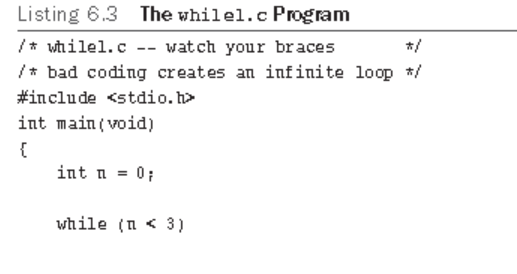 Listing 6.3 The while1.c Program
/* while1.c -- watch your braces */
/* bad coding creates an infinite loop */
#include <stdio.h>
int main(void)
{
int n = 0;
while (n < 3)